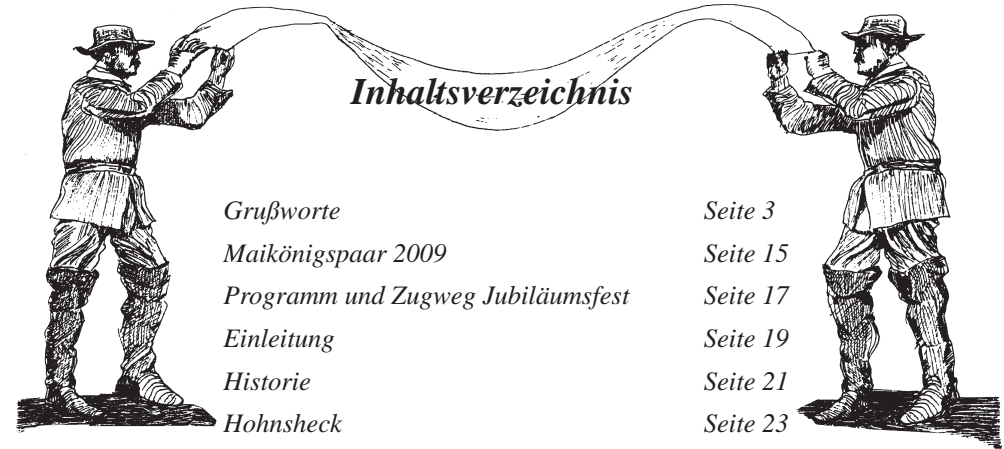 Inhaltsverzeichnis
Grußworte Seite 3
Maikönigspaar 2009 Seite 15
Programm und Zugweg Jubiläumsfest Seite 17
Einleitung Seite 19
Historie Seite 21
Hohnsheck Seite 23